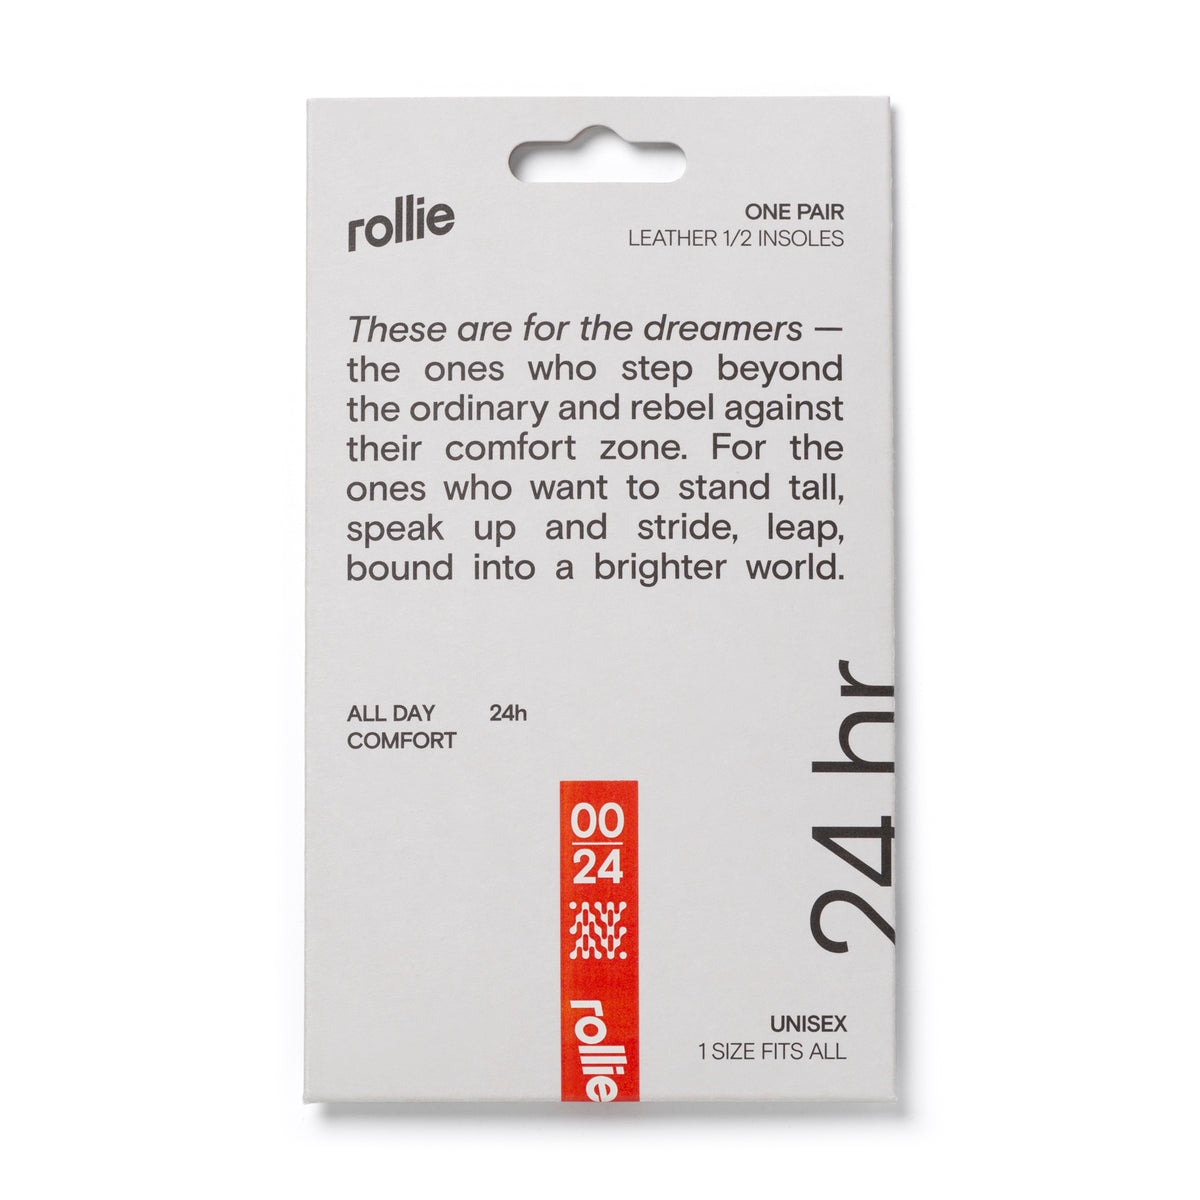 rollie
ONE PAIR
LEATHER 1/2 INSOLES
These are for the dreamers —
the ones who step beyond
the ordinary and rebel against
their comfort zone. For the
ones who want to stand tall,
speak up and stride, leap,
bound into a brighter world.
ALL DAY
COMFORT
24h
24 hr
00
24
rollie
UNISEX
1 SIZE FITS ALL